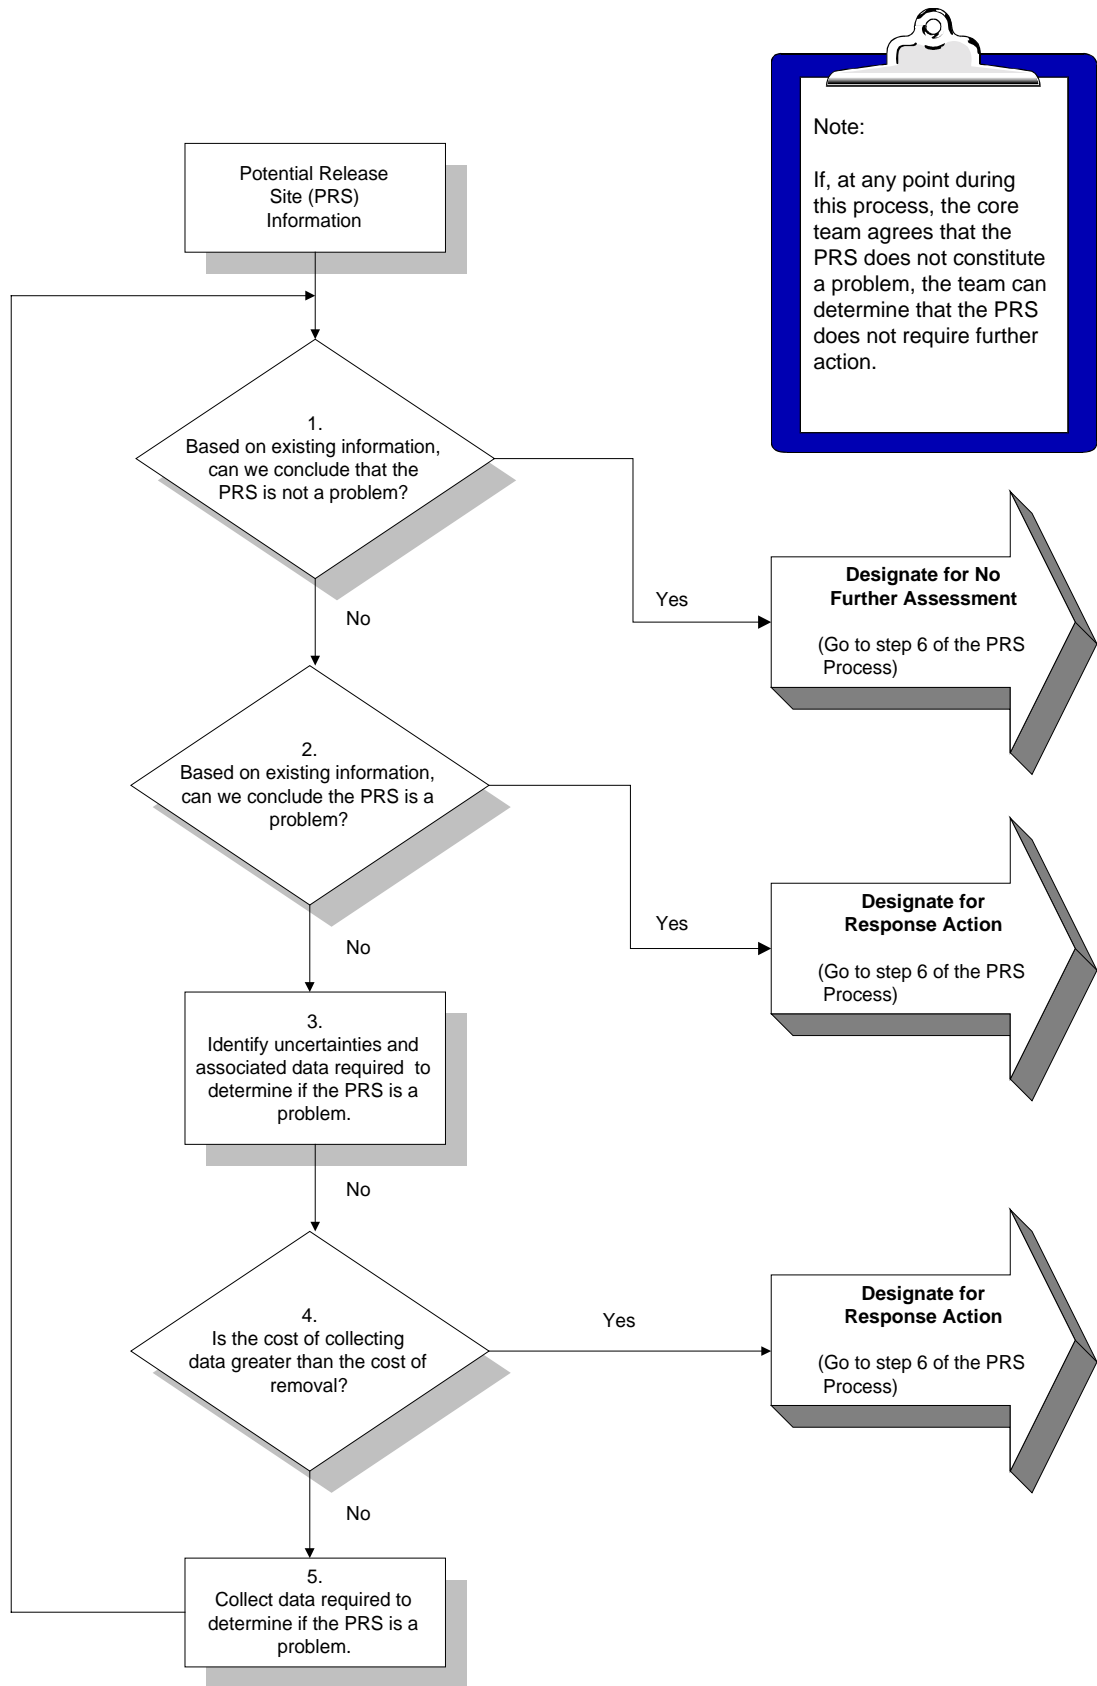 Note:
If, at any point during
this process, the core
team agrees that the
PRS does not constitute
a problem, the team can
determine that the PRS
does not require further
action.
Potential Release
Site (PRS)
Information
1.
Based on existing information,
can we conclude that the
PRS is not a problem?
Yes
Designate for No
Further Assessment
(Go to step 6 of the PRS
Process)
No
2.
Based on existing information,
can we conclude the PRS is a
problem?
Yes
Designate for
Response Action
(Go to step 6 of the PRS
Process)
No
3.
Identify uncertainties and
associated data required to
determine if the PRS is a
problem.
No
4.
Is the cost of collecting
data greater than the cost of
removal?
Yes
Designate for
Response Action
(Go to step 6 of the PRS
Process)
No
5.
Collect data required to
determine if the PRS is a
problem.